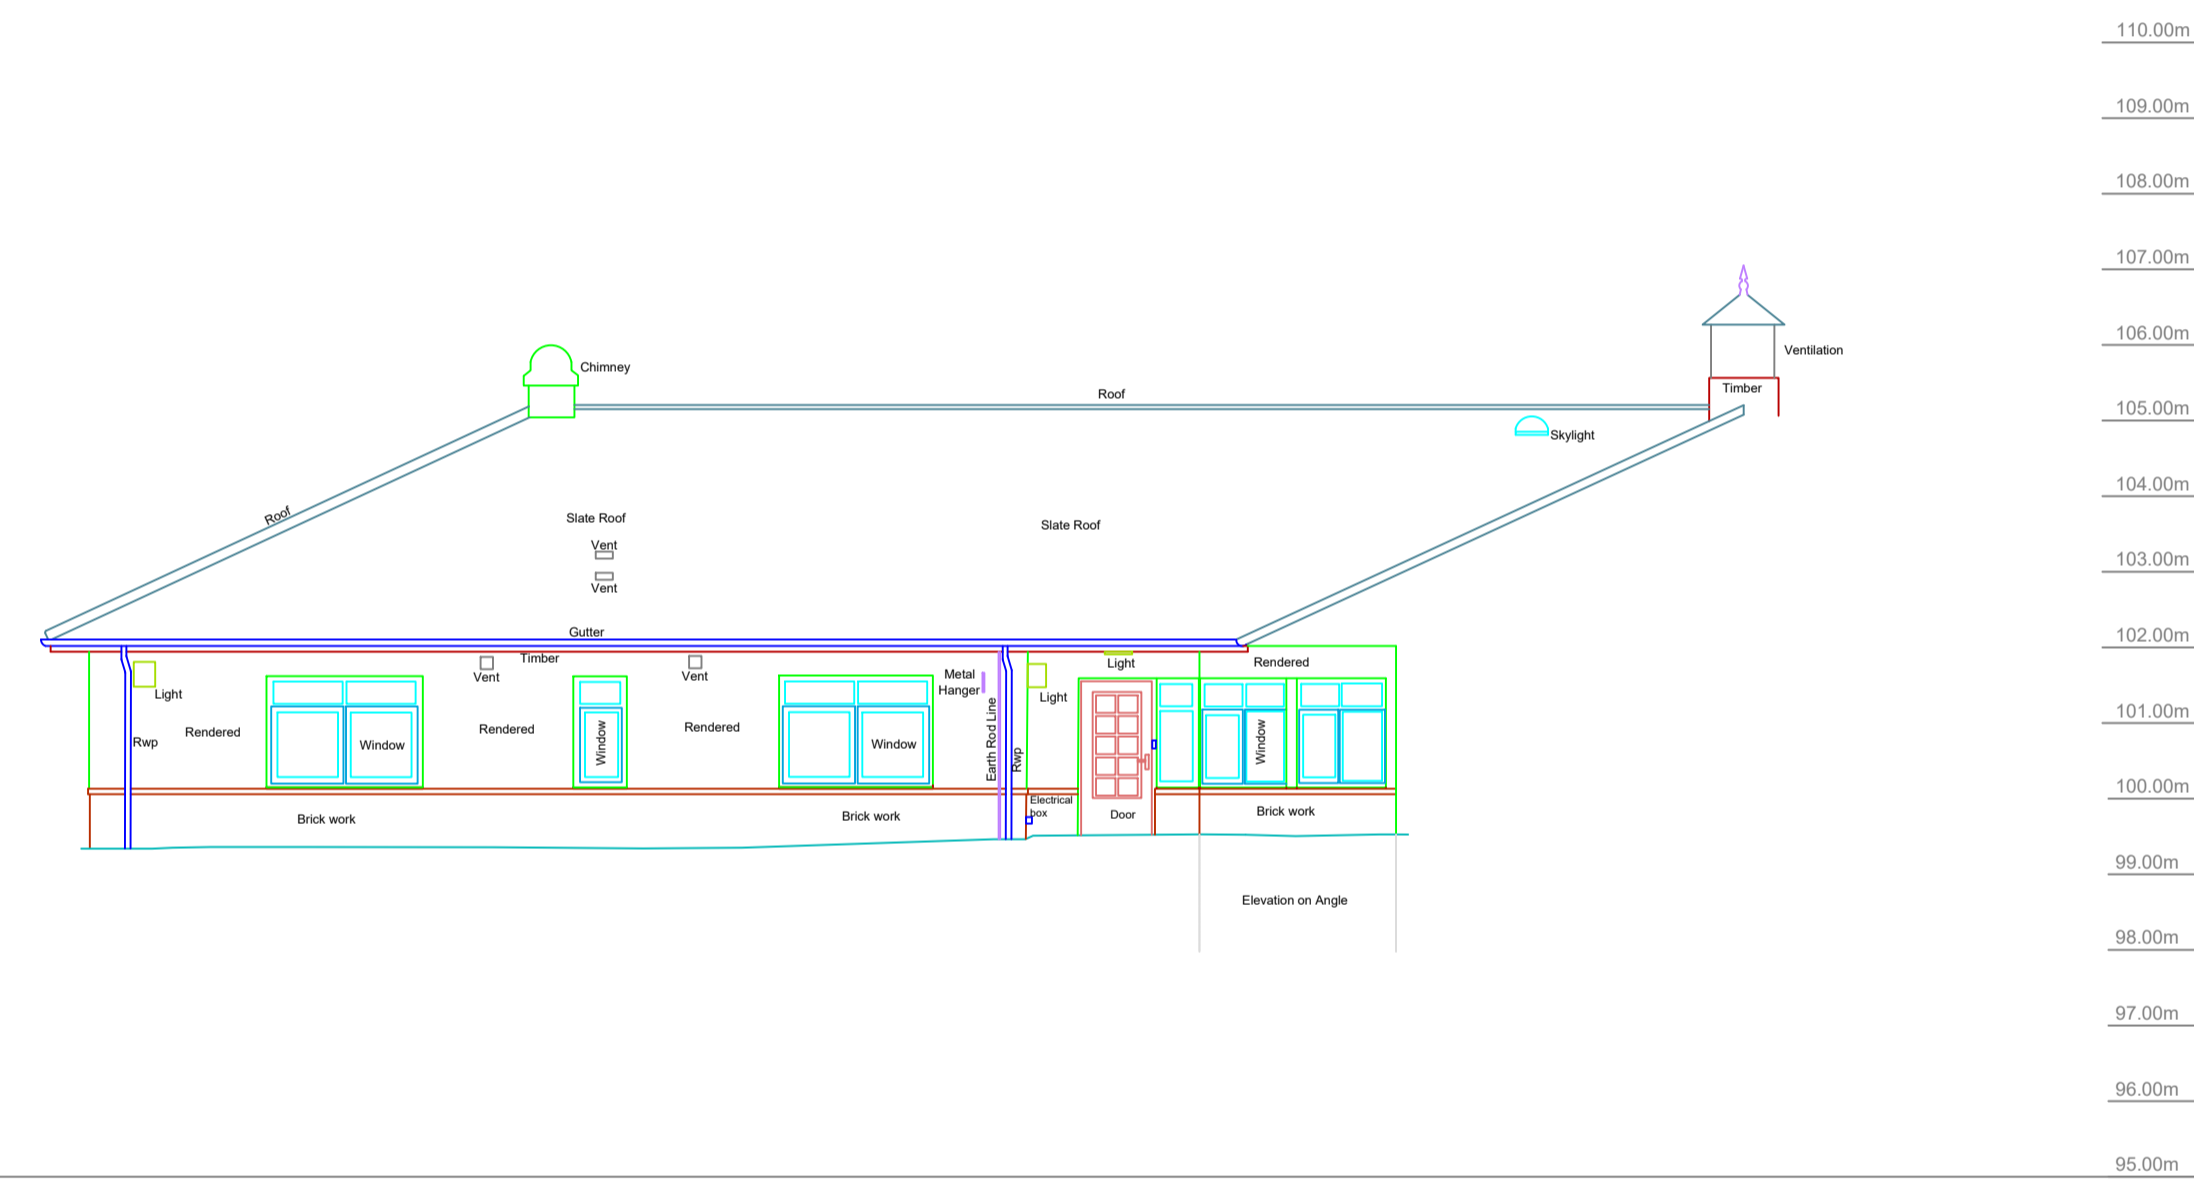 110.00m
109.00m
108.00m
107.00m
106.00m
Ventilation
Chimney
Timber
Roof
105.00m
Skylight
104.00m
Roof
Slate Roof
Slate Roof
Vent
103.00m
Vent
Gutter
102.00m
Timber
Light
Rendered
Vent
Vent
Metal
Hanger
Light
Light
101.00m
Rendered
Rendered
Rendered
Rwp
Window
Window
Window
Earth Rod Line
Rwp
Window
100.00m
Electrical
box
Brick work
Brick work
Door
Brick work
99.00m
Elevation on Angle
98.00m
97.00m
96.00m
95.00m